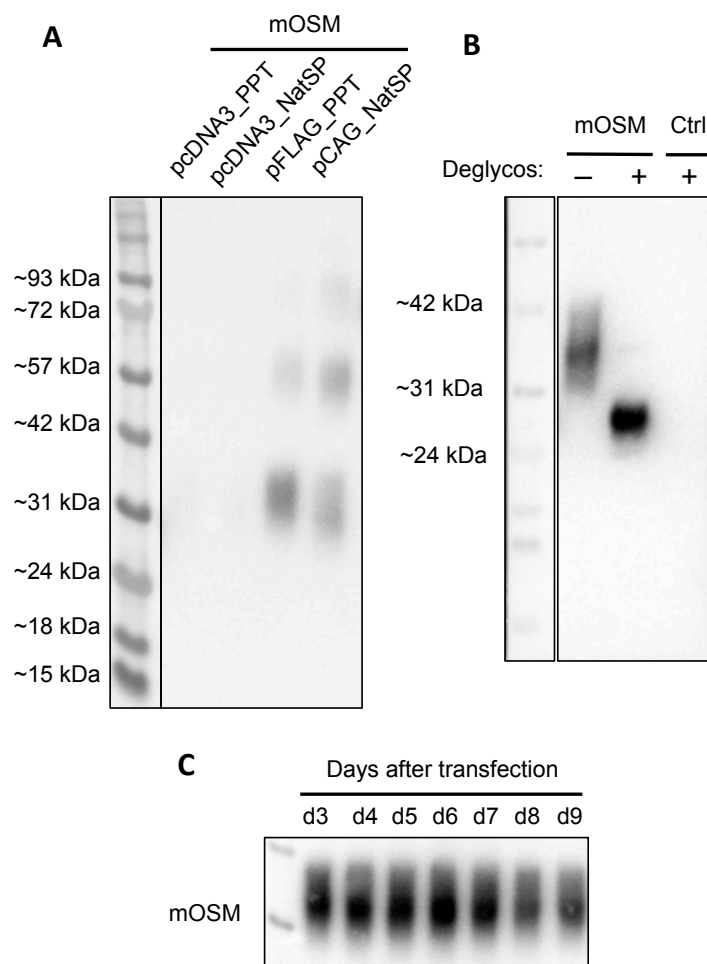 A
mOSM
pcDNA3_PPT
pcDNA3_NatSP
pFLAG_PPT
pCAG_NatSP
~93 kDa
~72 kDa
~57 kDa
~42 kDa
~31 kDa
~24 kDa
~18 kDa
~15 kDa
B
mOSM Ctrl
Deglycos: – + +
~42 kDa
~31 kDa
~24 kDa
C
Days after transfection
d3 d4 d5 d6 d7 d8 d9
mOSM